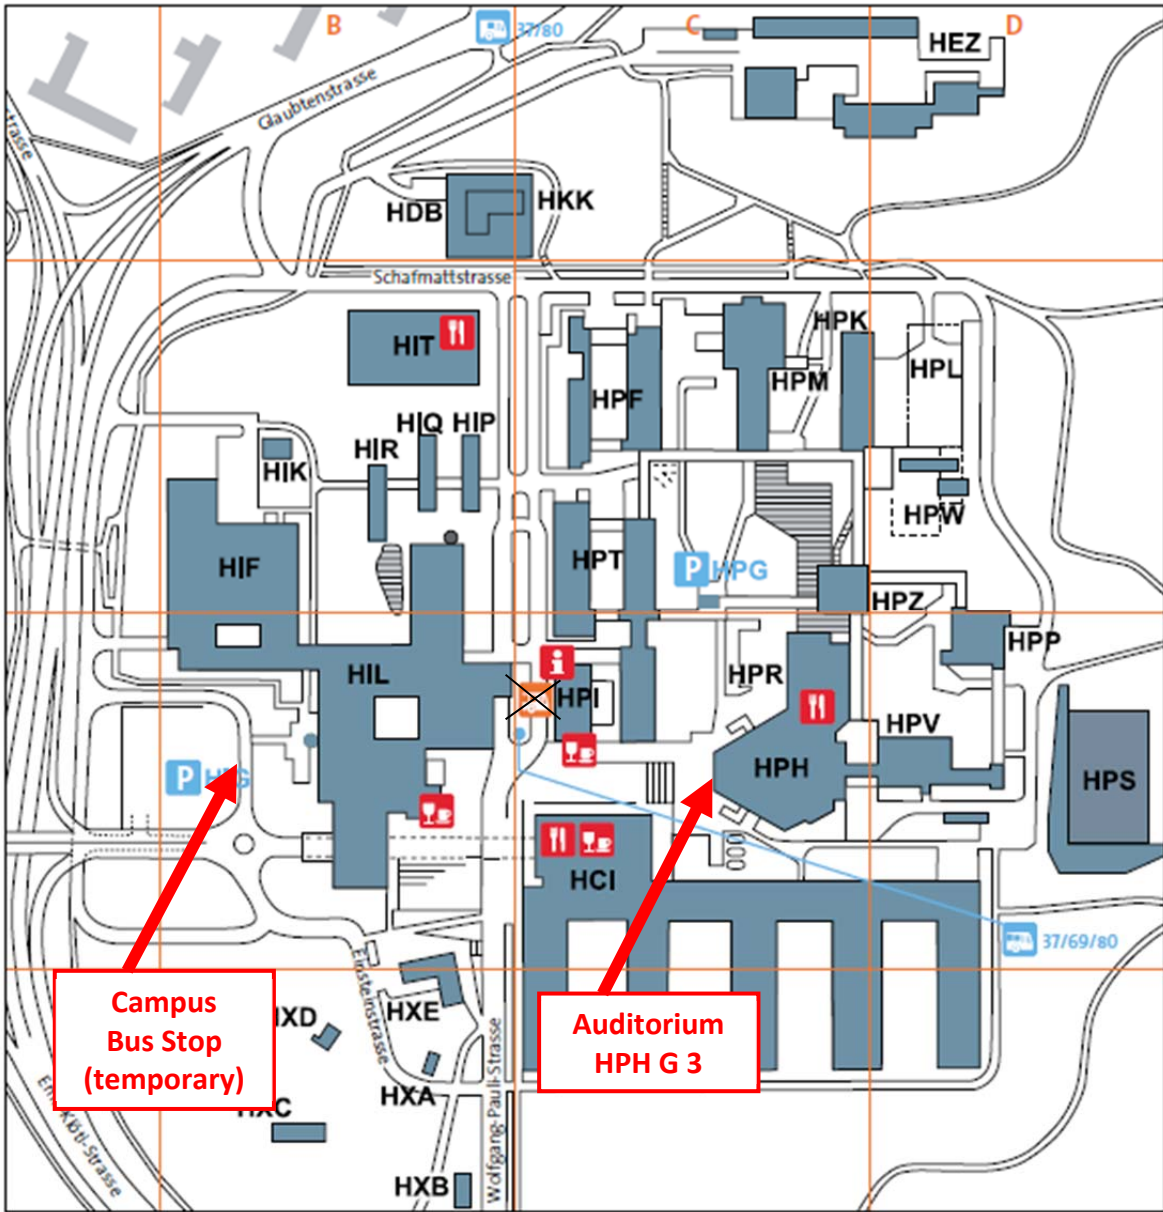 B
37/80
C
D
HEZ
Glaubtenstrasse
strasse
HDB
HKK
Schafmattstrasse
HIT
HPK
HPL
HPM
HPF
HIQ
HIP
HIR
HIK
HPW
HIF
HPT
P HPG
HPZ
HPP
HIL
HPR
i
HPI
HPV
HPH
HPS
P
HCI
37/69/80
Einsteinstrasse
Campus
Bus Stop
(temporary)
Auditorium
HPH G 3
HXE
HXA
HXC
Wolfgang-Pauli-Strasse
HXB